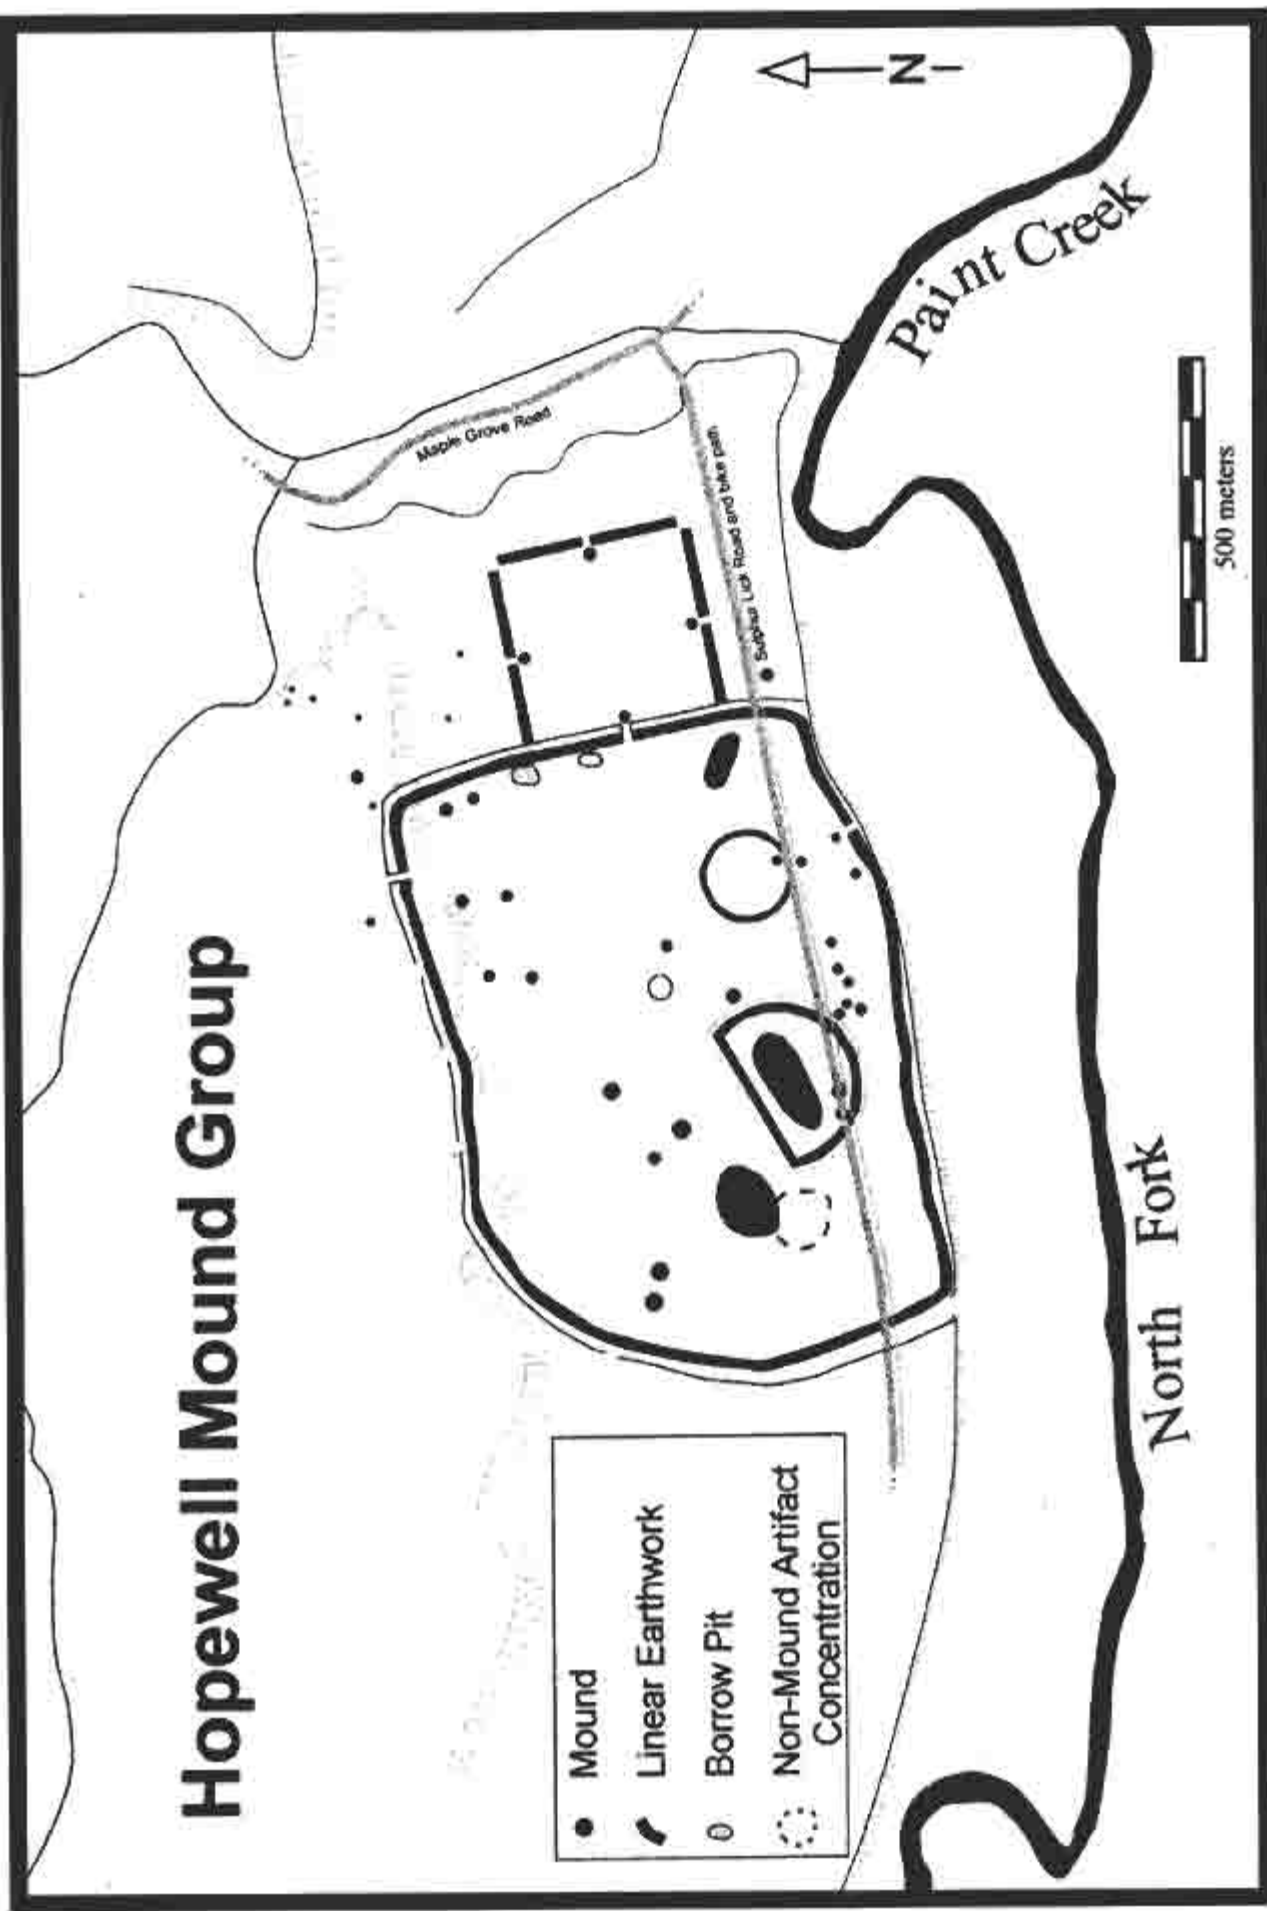 Hopewell Mound Group
N
Maple Grove Road
Sulphur Lick Road and bike path
Paint Creek
North Fork
500 meters
Mound
Linear Earthwork
Borrow Pit
Non-Mound Artifact
Concentration